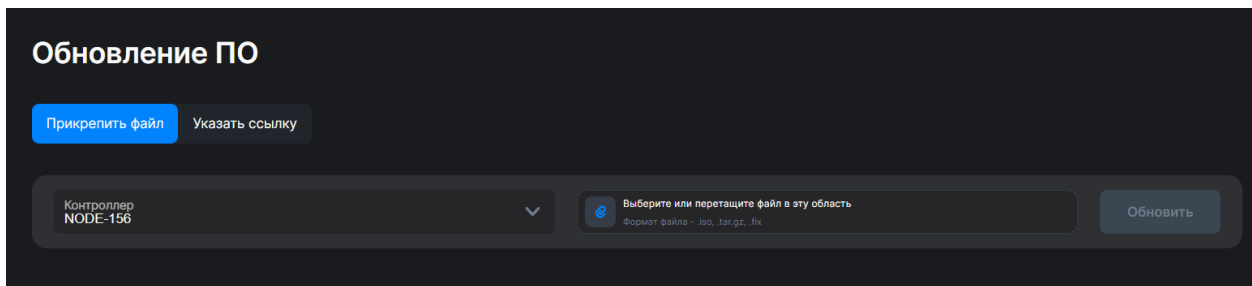 Обновление ПО
Прикрепить файл
Указать ссылку
Контроллер
NODE-156
Выберите или перетащите файл в эту область
Формат файла - .iso, .tar.gz, .fix
Обновить